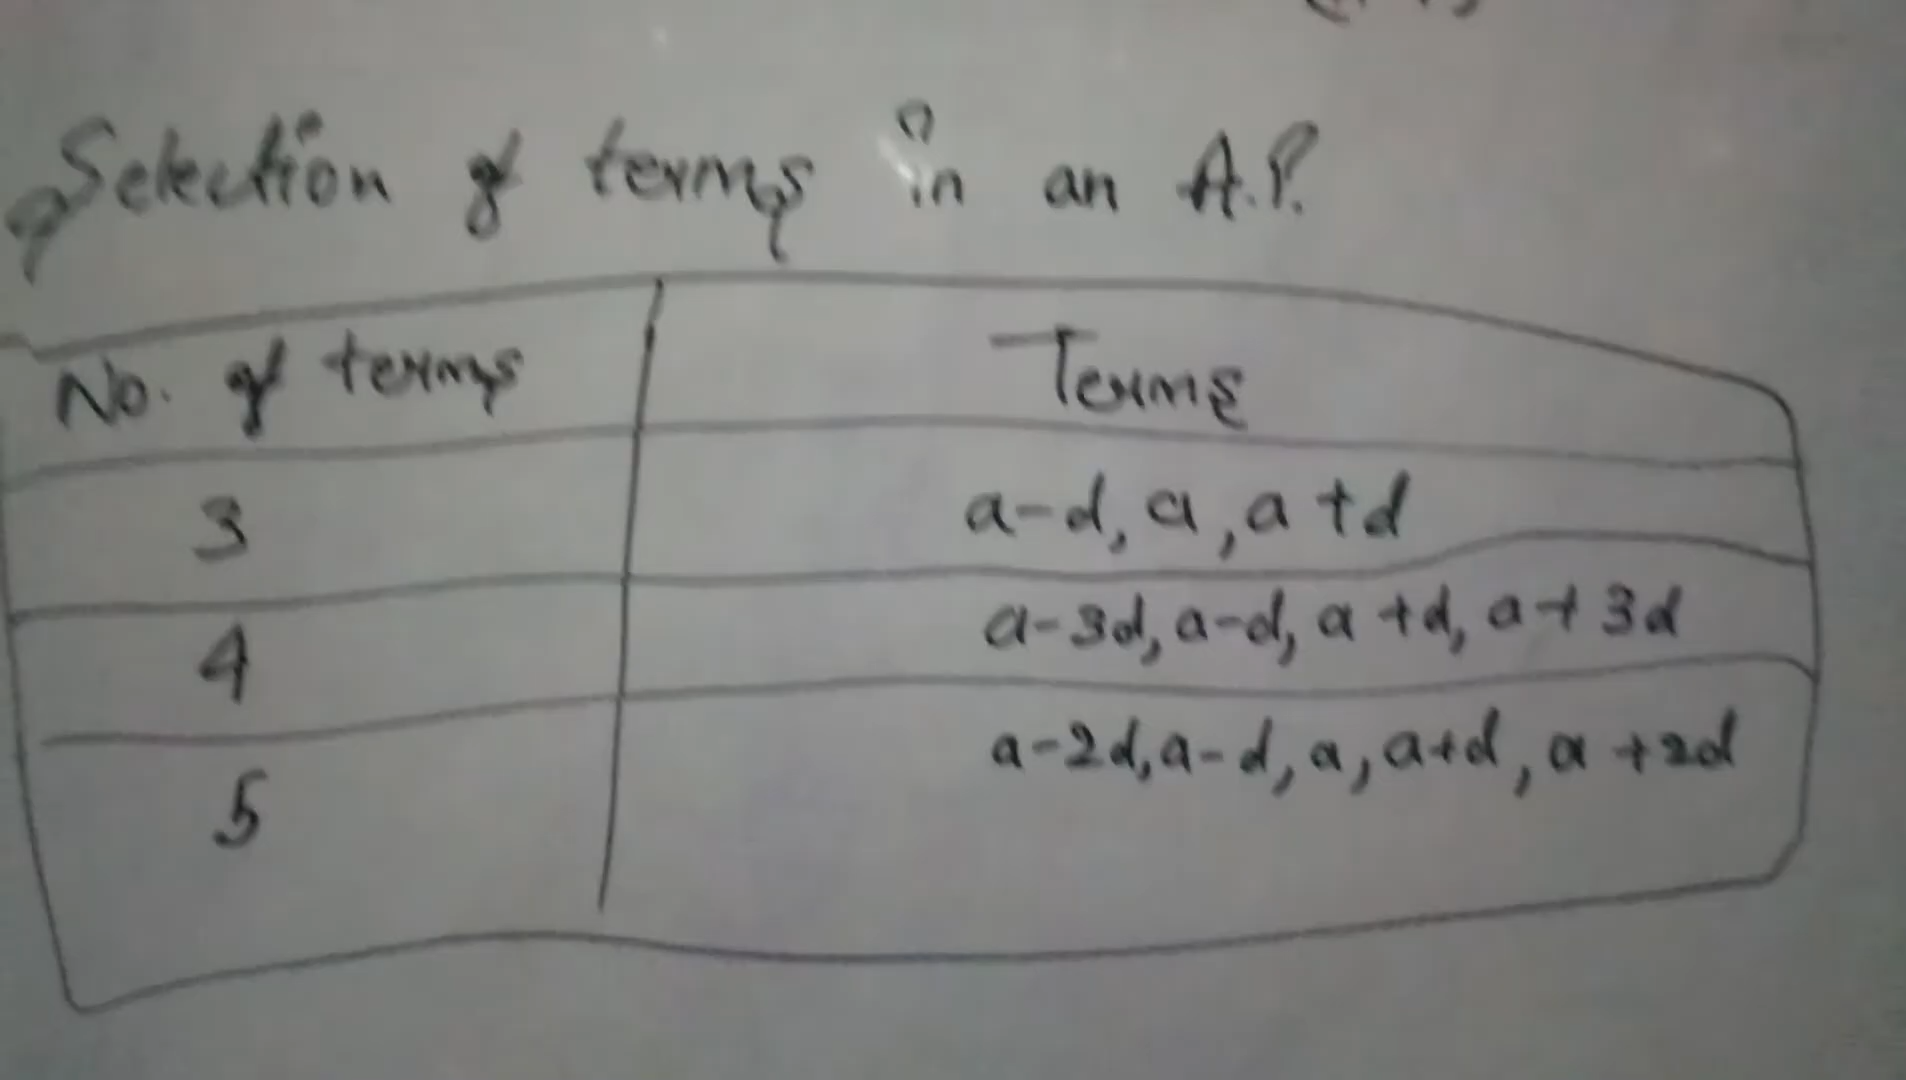 Selection of terms in an A.P.
No. of terms Terms
3 a-d, a, a+d
4 a-3d, a-d, a+d, a+3d
5 a-2d, a-d, a, a+d, a+2d